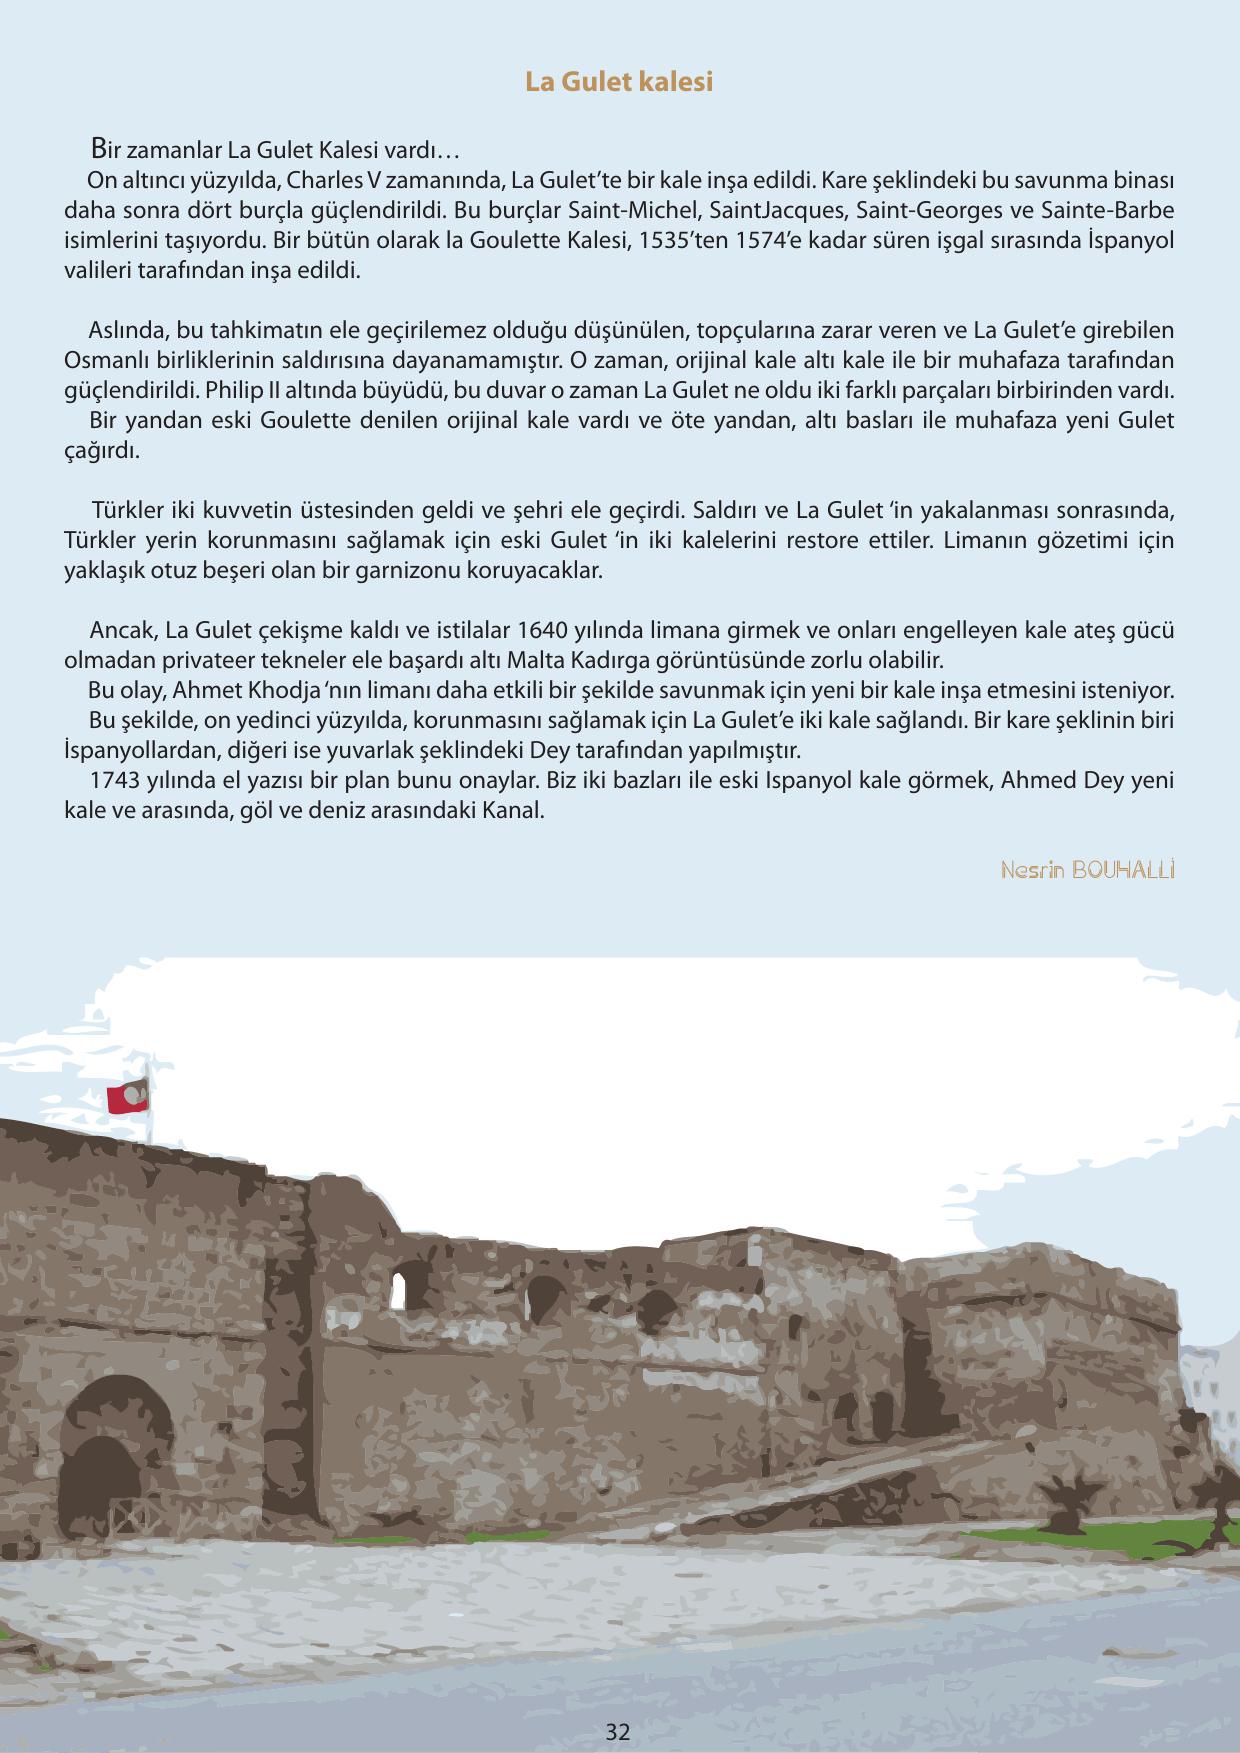 La Gulet kalesi
Bir zamanlar La Gulet Kalesi vardı…
On altıncı yüzyılda, Charles V zamanında, La Gulet’te bir kale inşa edildi. Kare şeklindeki bu savunma binası
daha sonra dört burçla güçlendirildi. Bu burçlar Saint-Michel, SaintJacques, Saint-Georges ve Sainte-Barbe
isimlerini taşıyordu. Bir bütün olarak la Goulette Kalesi, 1535’ten 1574’e kadar süren işgal sırasında İspanyol
valileri tarafından inşa edildi.
Aslında, bu tahkimatın ele geçirilemez olduğu düşünülen, topçularına zarar veren ve La Gulet’e girebilen
Osmanlı birliklerinin saldırısına dayanamamıştır. O zaman, orijinal kale altı kale ile bir muhafaza tarafından
güçlendirildi. Philip II altında büyüdü, bu duvar o zaman La Gulet ne oldu iki farklı parçaları birbirinden vardı.
Bir yandan eski Goulette denilen orijinal kale vardı ve öte yandan, altı basları ile muhafaza yeni Gulet
çağırdı.
Türkler iki kuvvetin üstesinden geldi ve şehri ele geçirdi. Saldırı ve La Gulet ‘in yakalanması sonrasında,
Türkler yerin korunmasını sağlamak için eski Gulet ‘in iki kalelerini restore ettiler. Limanın gözetimi için
yaklaşık otuz beşeri olan bir garnizonu koruyacaklar.
Ancak, La Gulet çekişme kaldı ve istilalar 1640 yılında limana girmek ve onları engelleyen kale ateş gücü
olmadan privateer tekneler ele başardı altı Malta Kadırga görüntüsünde zorlu olabilir.
Bu olay, Ahmet Khodja ‘nın limanı daha etkili bir şekilde savunmak için yeni bir kale inşa etmesini isteniyor.
Bu şekilde, on yedinci yüzyılda, korunmasını sağlamak için La Gulet’e iki kale sağlandı. Bir kare şeklinin biri
İspanyollardan, diğeri ise yuvarlak şeklindeki Dey tarafından yapılmıştır.
1743 yılında el yazısı bir plan bunu onaylar. Biz iki bazları ile eski Ispanyol kale görmek, Ahmed Dey yeni
kale ve arasında, göl ve deniz arasındaki Kanal.
Nesrin BOUHALLİ
32